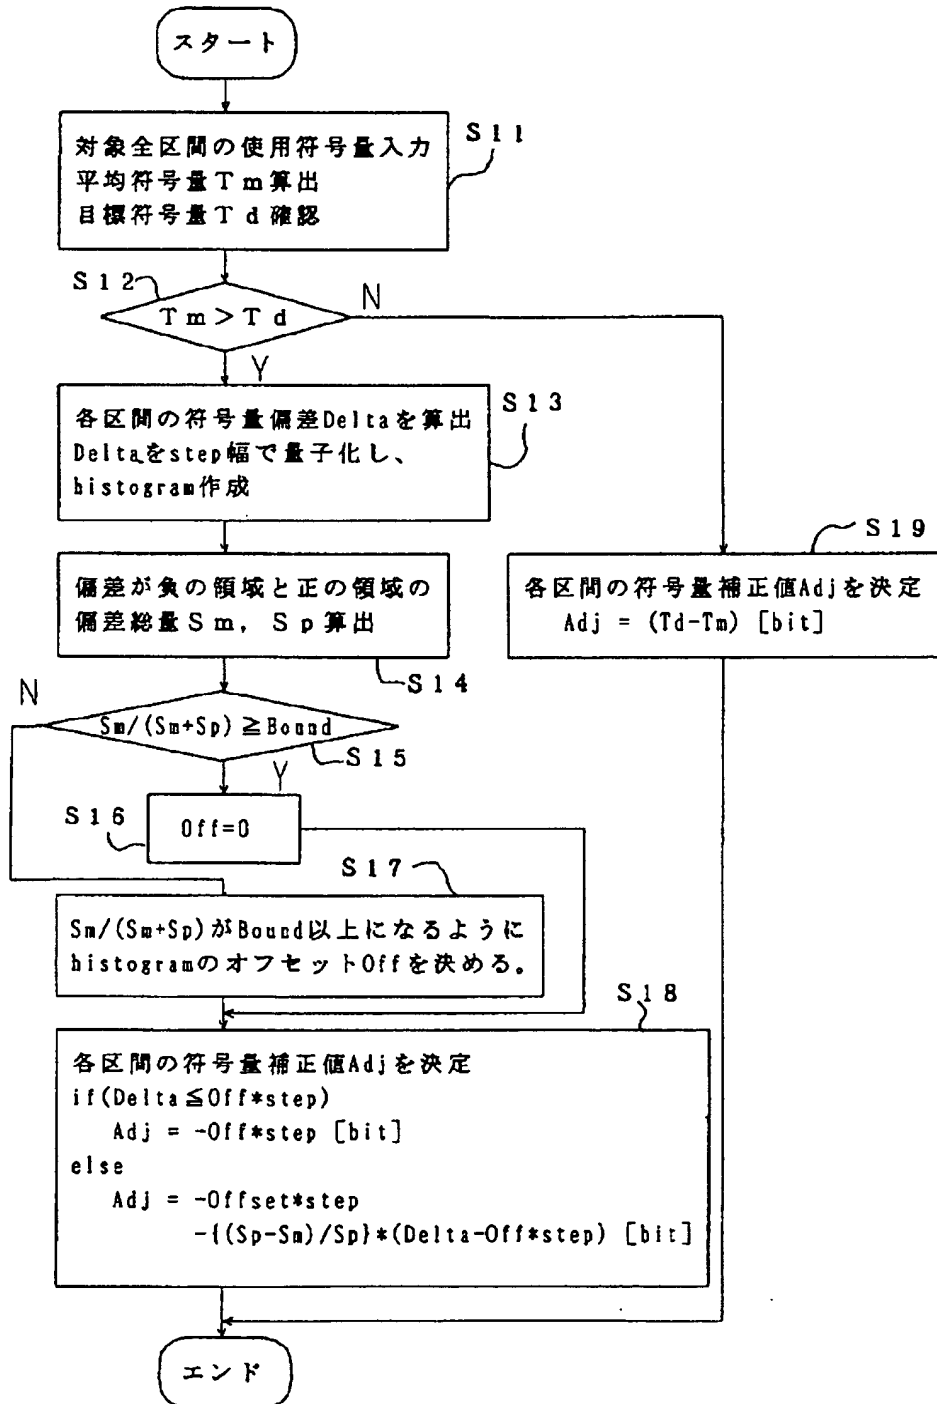 スタート
S11
対象全区間の使用符号量入力
平均符号量Tm算出
目標符号量Td確認
S12
N
Tm>Td
Y
S13
各区間の符号量偏差Deltaを算出
Deltaをstep幅で量子化し、
histogram作成
S19
各区間の符号量補正値Adjを決定
Adj = (Td-Tm) [bit]
偏差が負の領域と正の領域の
偏差総量Sm, Sp算出
S14
N
Sm/(Sm+Sp)≧Bound
S15
Y
S16
Off=0
S17
Sm/(Sm+Sp)がBound以上になるように
histogramのオフセットOffを決める。
S18
各区間の符号量補正値Adjを決定
if(Delta≦Off*step)
Adj = -Off*step [bit]
else
Adj = -Offset*step
-{(Sp-Sm)/Sp}*(Delta-Off*step) [bit]
エンド